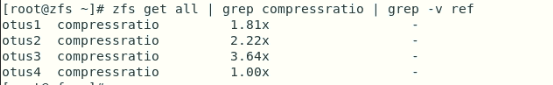 [root@zfs ~]# zfs get all | grep compressratio | grep -v ref
otus1  compressratio         1.81x                  -
otus2  compressratio         2.22x                  -
otus3  compressratio         3.64x                  -
otus4  compressratio         1.00x                  -